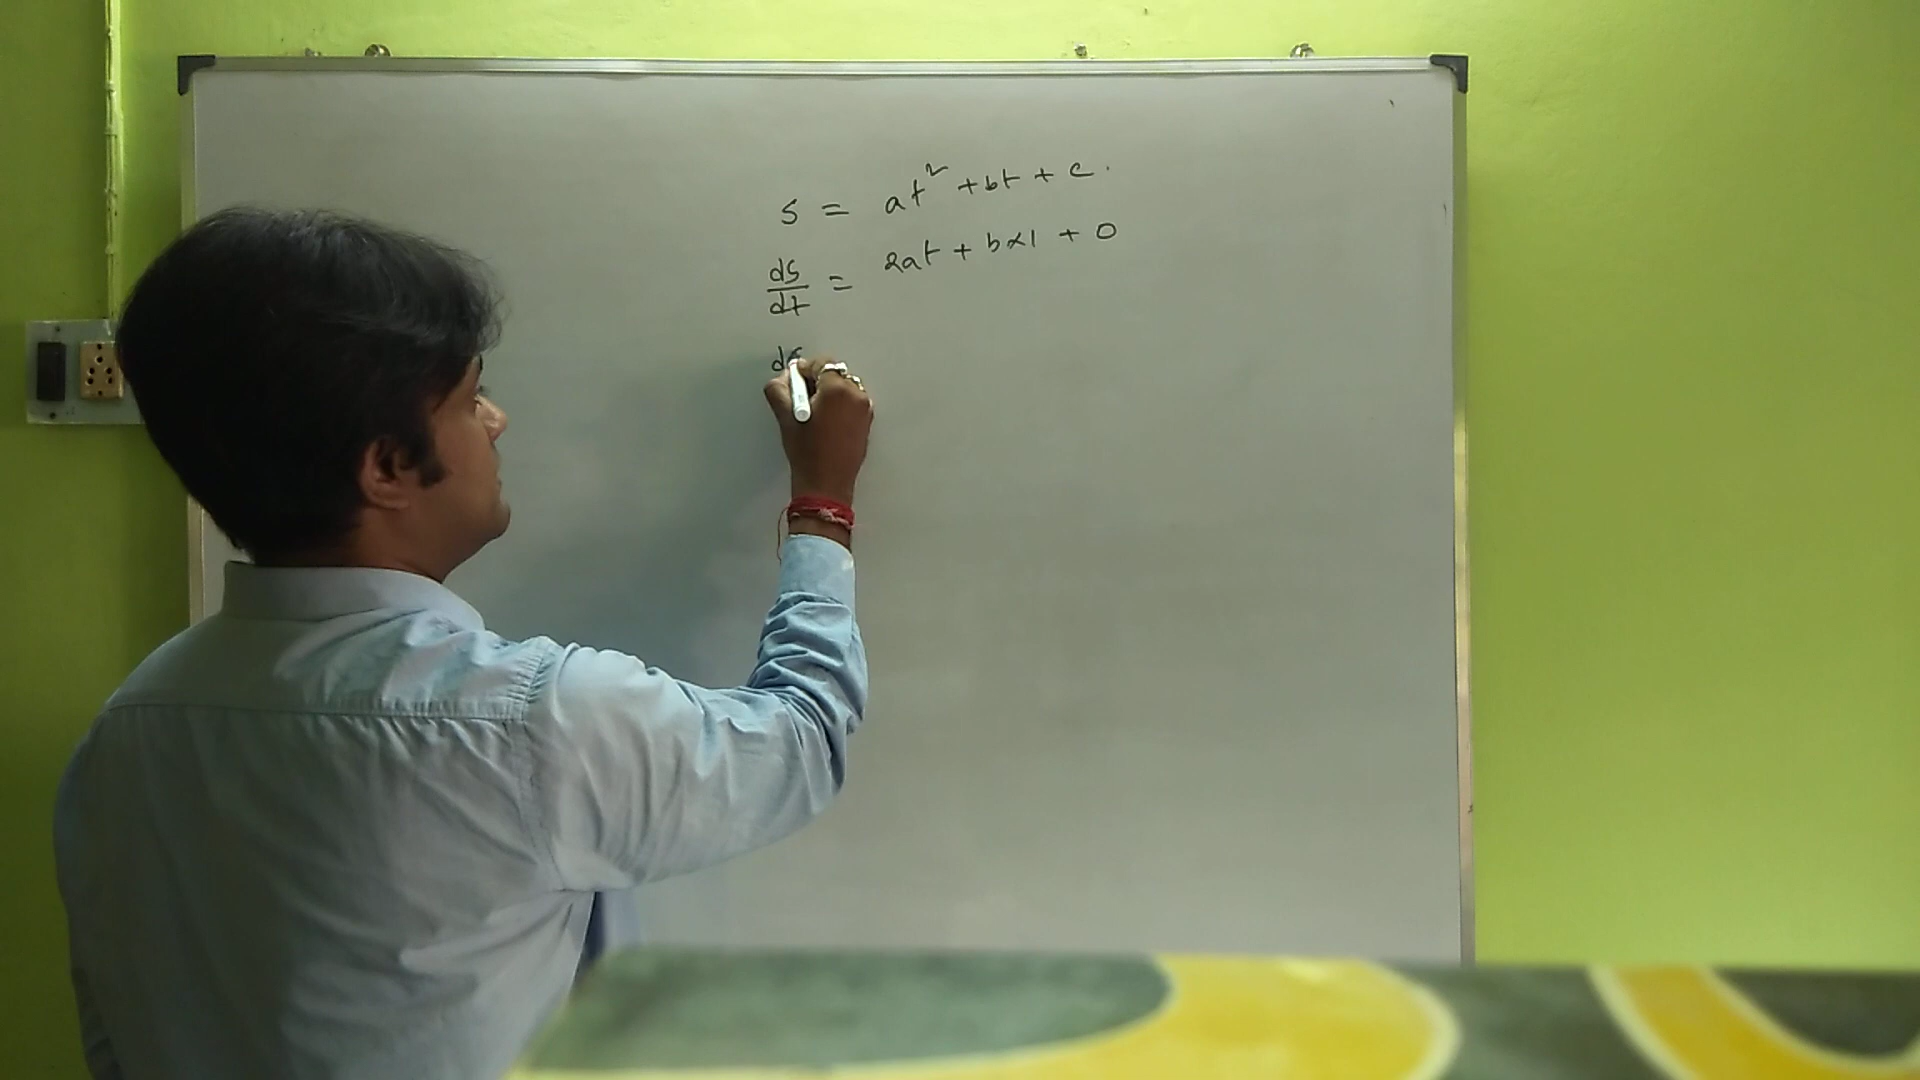 s = at² + bt + c.
ds/dt = 2at + b×1 + 0
ds